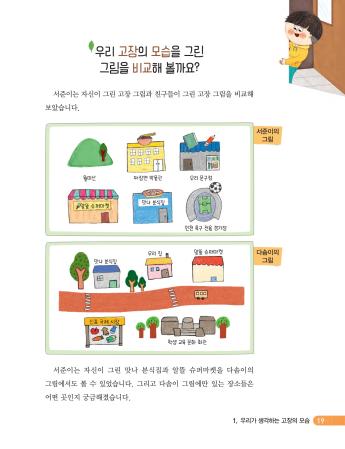 우리 고장의 모습을 그린
그림을 비교해 볼까요?
서준이는 자신이 그린 고장 그림과 친구들이 그린 고장 그림을 비교해
보았습니다.
서준이의
그림
월미산
짜장면 박물관
우리 문구점
알뜰 슈퍼마켓
맛나 분식집
인천 축구 전용 경기장
다솜이의
그림
맛나 분식집
우리 집
알뜰 슈퍼마켓
신포 국제 시장
학생 교육 문화 회관
서준이는 자신이 그린 맛나 분식집과 알뜰 슈퍼마켓을 다솜이의
그림에서도 볼 수 있었습니다. 그리고 다솜이 그림에만 있는 장소들은
어떤 곳인지 궁금해졌습니다.
1. 우리가 생각하는 고장의 모습 19